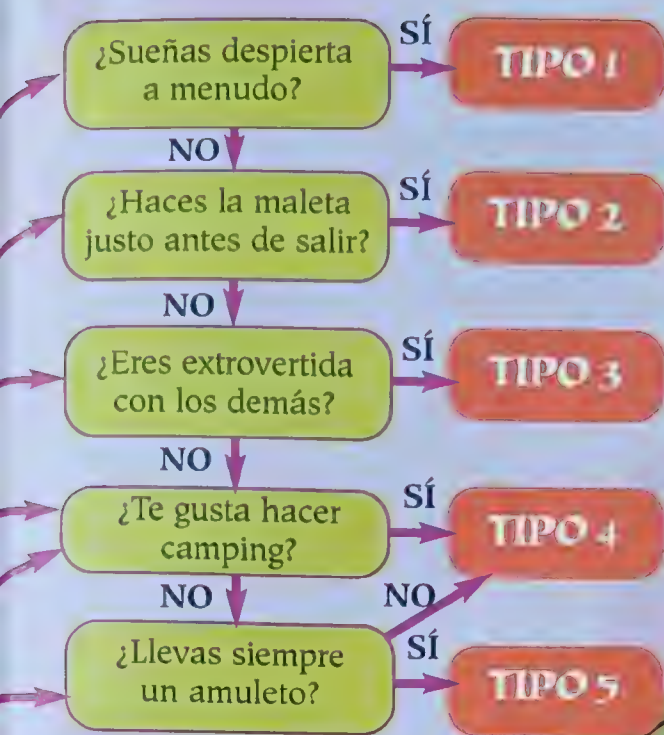 ¿Sueñas despierta
a menudo?
SÍ
TIPO 1
NO
¿Haces la maleta
justo antes de salir?
SÍ
TIPO 2
NO
¿Eres extrovertida
con los demás?
SÍ
TIPO 3
NO
¿Te gusta hacer
camping?
SÍ
TIPO 4
NO
NO
¿Llevas siempre
un amuleto?
SÍ
TIPO 5